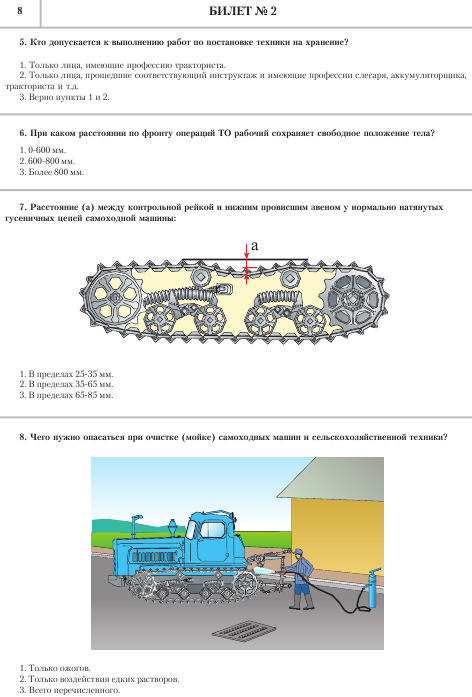 8
БИЛЕТ № 2
5. Кто допускается к выполнению работ по постановке техники на хранение?
1. Только лица, имеющие профессию тракториста.
2. Только лица, прошедшие соответствующий инструктаж и имеющие профессии слесаря, аккумуляторщика,
тракториста и т.д.
3. Верно пункты 1 и 2.
6. При каком расстоянии по фронту операций ТО рабочий сохраняет свободное положение тела?
1. 0-600 мм.
2. 600-800 мм.
3. Более 800 мм.
7. Расстояние (а) между контрольной рейкой и нижним провисшим звеном у нормально натянутых
гусеничных цепей самоходной машины:
а
1. В пределах 25-35 мм.
2. В пределах 35-65 мм.
3. В пределах 65-85 мм.
8. Чего нужно опасаться при очистке (мойке) самоходных машин и сельскохозяйственной техники?
1. Только ожогов.
2. Только воздействия едких растворов.
3. Всего перечисленного.